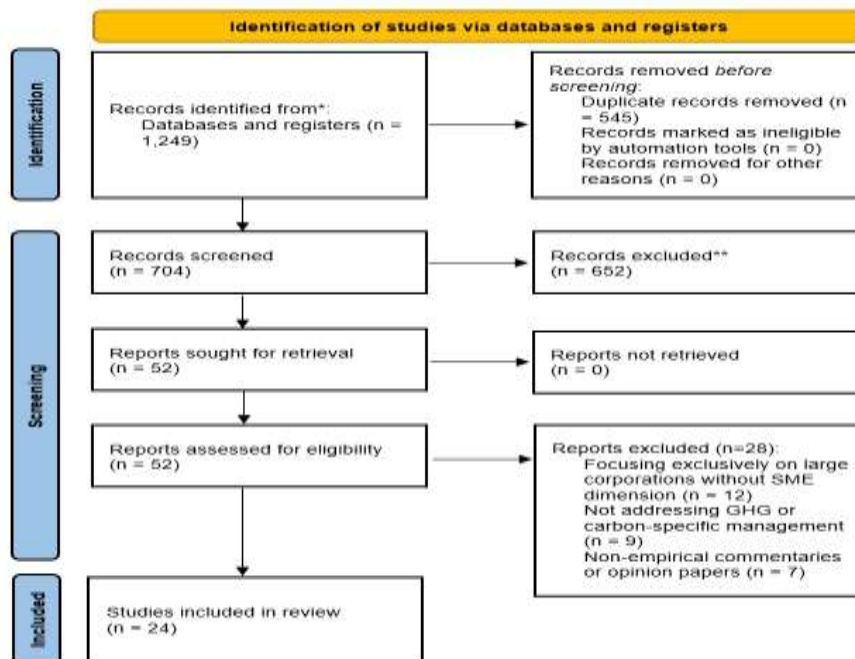 Identification of studies via databases and registers
Identification
Records identified from*:
Databases and registers (n =
1,249)
Records removed before
screening:
Duplicate records removed (n
= 545)
Records marked as ineligible
by automation tools (n = 0)
Records removed for other
reasons (n = 0)
Screening
Records screened
(n = 704)
Records excluded**
(n = 652)
Reports sought for retrieval
(n = 52)
Reports not retrieved
(n = 0)
Reports assessed for eligibility
(n = 52)
Reports excluded (n=28):
Focusing exclusively on large
corporations without SME
dimension (n = 12)
Not addressing GHG or
carbon-specific management
(n = 9)
Non-empirical commentaries
or opinion papers (n = 7)
Included
Studies included in review
(n = 24)